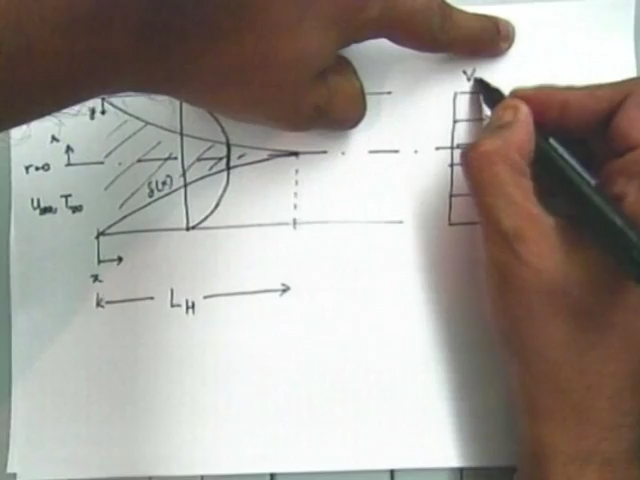 V
y
r
r=0
δ(x)
U∞, T∞
x
L_H